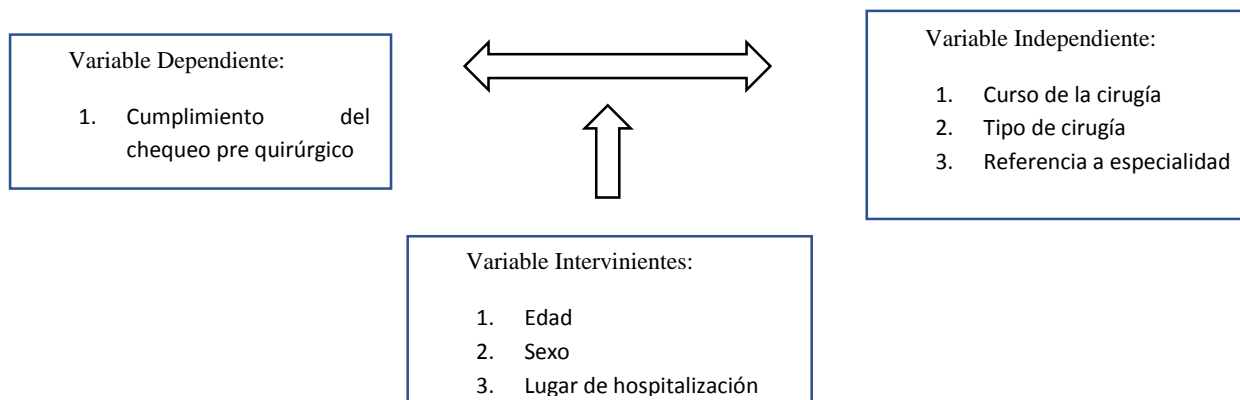 Variable Dependiente:
1. Cumplimiento del
chequeo pre quirúrgico
Variable Independiente:
1. Curso de la cirugía
2. Tipo de cirugía
3. Referencia a especialidad
Variable Intervinientes:
1. Edad
2. Sexo
3. Lugar de hospitalización